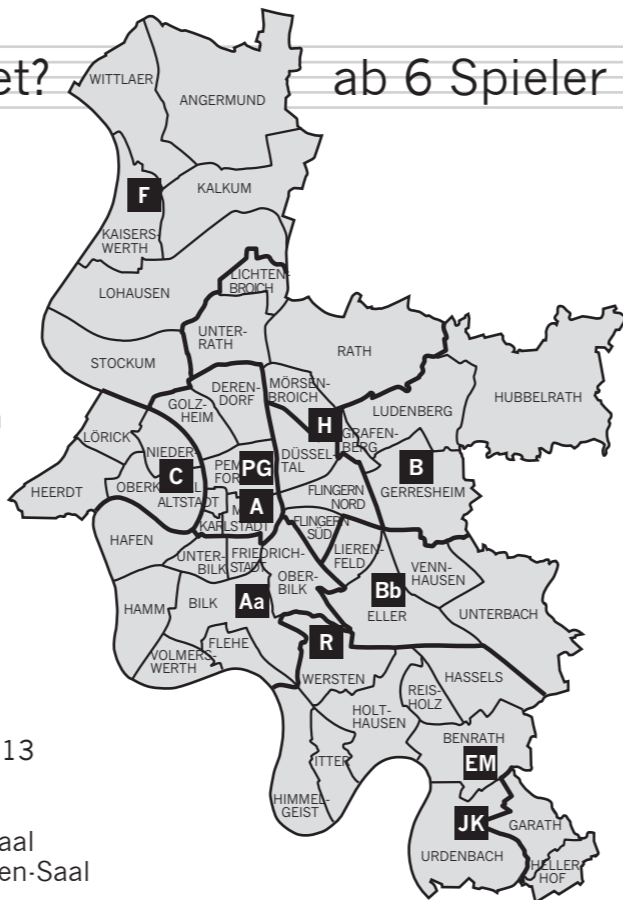 et?
ab 6 Spieler
WITTLAER
ANGERMUND
F
KALKUM
KAISERS-
WERTH
LICHTEN-
BROICH
LOHAUSEN
UNTER-
RATH
RATH
STOCKUM
MÖRSEN-
BROICH
DEREN-
DORF
HUBBELRATH
GOLZ-
HEIM
LUDENBERG
H
LÖRICK
GRAFEN-
BERG
NIEDER-
C
PG
DÜSSEL-
TAL
B
HEERDT
GERRESHEIM
ALTSTADT
A
FLINGERN
NORD
KARLSTADT
FLINGERN
SÜD
HAFEN
UNTER-
BILK
FRIEDRICH-
STADT
LIEREN-
FELD
VENN-
HAUSEN
OBER-
BILK
HAMM
BILK
Aa
Bb
ELLER
UNTERBACH
FLEHE
R
VOLMERS-
WERTH
WERSTEN
HASSELS
REIS-
HOLZ
HOLT-
HAUSEN
BENRATH
13
ITTER
EM
HIMMEL-
GEIST
JK
GARATH
aal
URDENBACH
HELLER
HOF
en-Saal